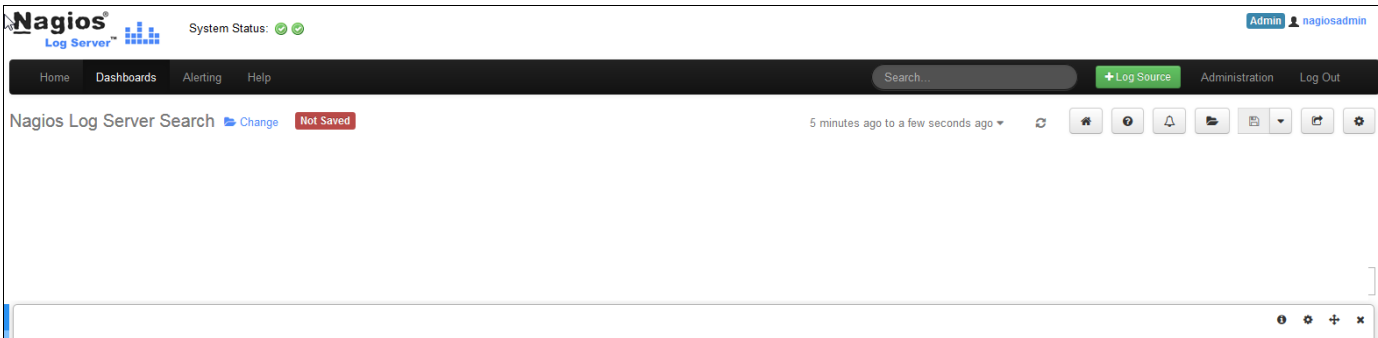 Nagios®
Log Server™
System Status:
Admin nagiosadmin
Home Dashboards Alerting Help Search... +Log Source Administration Log Out
Nagios Log Server Search Change Not Saved 5 minutes ago to a few seconds ago